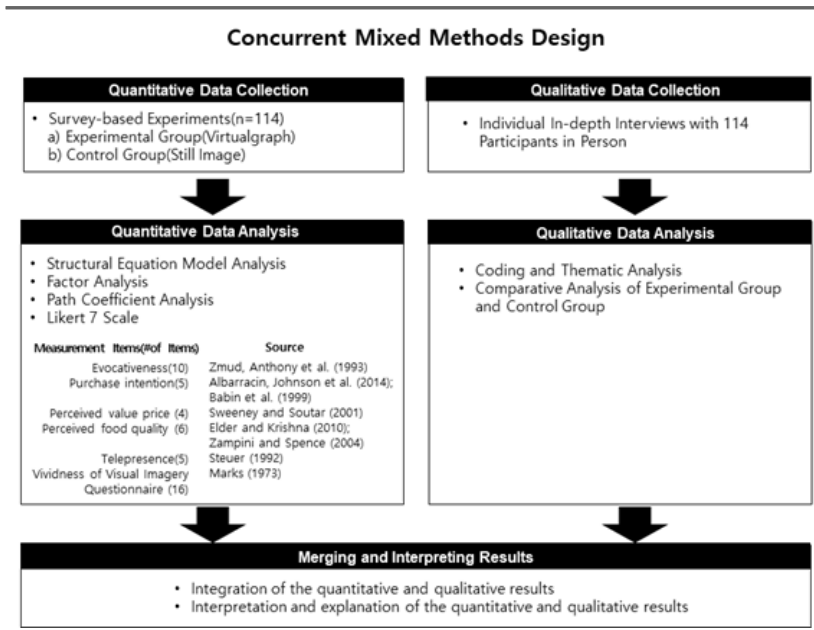 Concurrent Mixed Methods Design
Quantitative Data Collection
• Survey-based Experiments(n=114)
a) Experimental Group(Virtualgraph)
b) Control Group(Still Image)
Qualitative Data Collection
• Individual In-depth Interviews with 114
Participants in Person
Quantitative Data Analysis
• Structural Equation Model Analysis
• Factor Analysis
• Path Coefficient Analysis
• Likert 7 Scale
Measurement Items(#of Items) Source
Evocativeness(10) Zmud, Anthony et al. (1993)
Purchase intention(5) Albarracin, Johnson et al. (2014);
Babin et al. (1999)
Perceived value price (4) Sweeney and Soutar (2001)
Perceived food quality (6) Elder and Krishna (2010);
Zampini and Spence (2004)
Telepresence(5) Steuer (1992)
Vividness of Visual Imagery Marks (1973)
Questionnaire (16)
Qualitative Data Analysis
• Coding and Thematic Analysis
• Comparative Analysis of Experimental Group
and Control Group
Merging and Interpreting Results
• Integration of the quantitative and qualitative results
• Interpretation and explanation of the quantitative and qualitative results